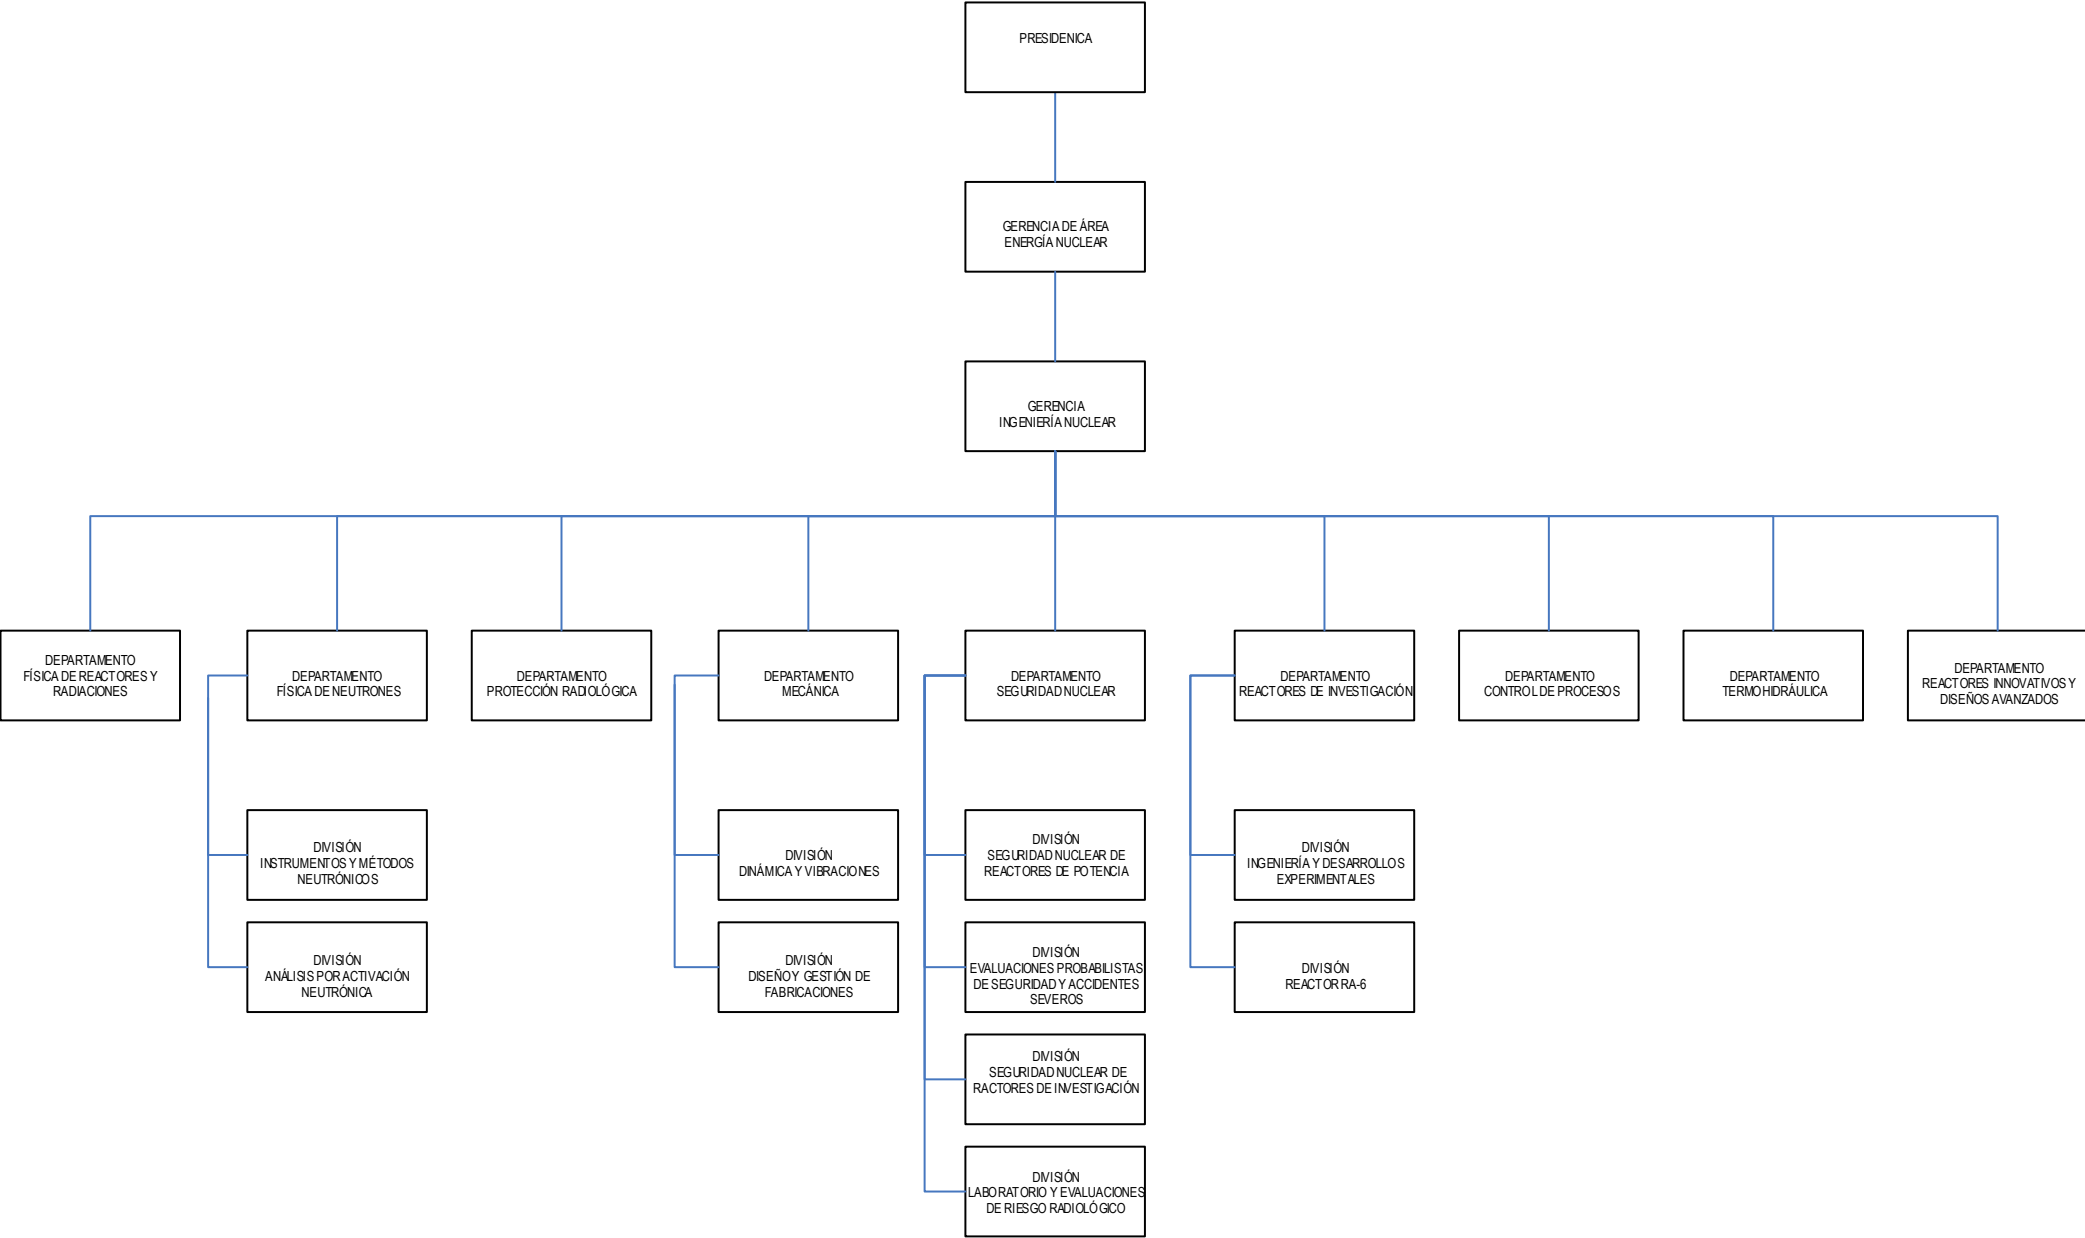 PRESIDENICA
GERENCIA DE ÁREA
ENERGÍA NUCLEAR
GERENCIA
INGENIERÍA NUCLEAR
DEPARTAMENTO
FÍSICA DE REACTORES Y
RADIACIONES
DEPARTAMENTO
FÍSICA DE NEUTRONES
DEPARTAMENTO
PROTECCIÓN RADIOLÓGICA
DEPARTAMENTO
MECÁNICA
DEPARTAMENTO
SEGURIDAD NUCLEAR
DEPARTAMENTO
REACTORES DE INVESTIGACIÓN
DEPARTAMENTO
CONTROL DE PROCESOS
DEPARTAMENTO
TERMOHIDRÁULICA
DEPARTAMENTO
REACTORES INNOVATIVOS Y
DISEÑOS AVANZADOS
DIVISIÓN
INSTRUMENTOS Y MÉTODOS
NEUTRÓNICOS
DIVISIÓN
DINÁMICA Y VIBRACIONES
DIVISIÓN
SEGURIDAD NUCLEAR DE
REACTORES DE POTENCIA
DIVISIÓN
INGENIERÍA Y DESARROLLOS
EXPERIMENTALES
DIVISIÓN
ANÁLISIS POR ACTIVACIÓN
NEUTRÓNICA
DIVISIÓN
DISEÑO Y GESTIÓN DE
FABRICACIONES
DIVISIÓN
EVALUACIONES PROBABILISTAS
DE SEGURIDAD Y ACCIDENTES
SEVEROS
DIVISIÓN
REACTOR RA-6
DIVISIÓN
SEGURIDAD NUCLEAR DE
RACTORES DE INVESTIGACIÓN
DIVISIÓN
LABORATORIO Y EVALUACIONES
DE RIESGO RADIOLÓGICO